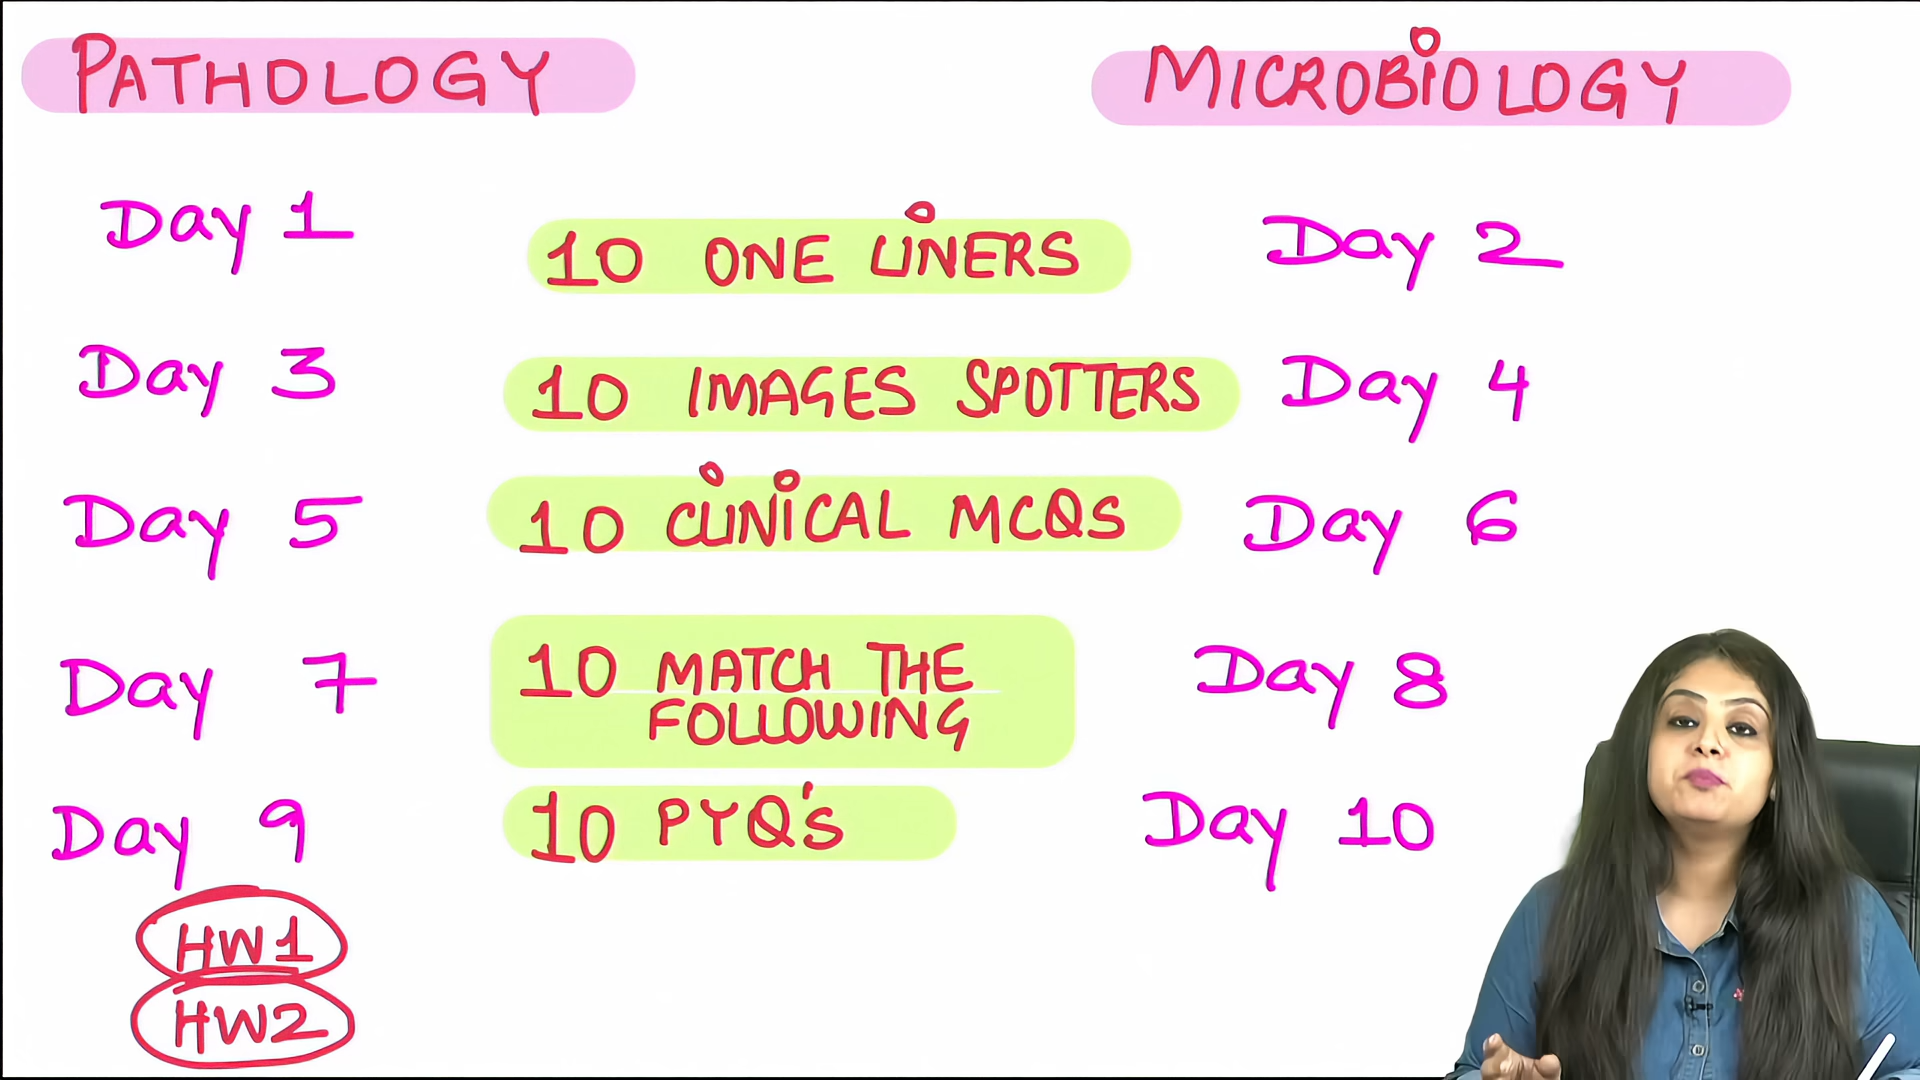 PATHOLOGY MICROBiOLOGY
Day 1 10 ONE LiNERS Day 2
Day 3 10 IMAGES SPOTTERS Day 4
Day 5 10 CLiNiCAL MCQS Day 6
Day 7 10 MATCH THE Day 8
FOLLOWING
Day 9 10 PYQ's Day 10
HW1
HW2